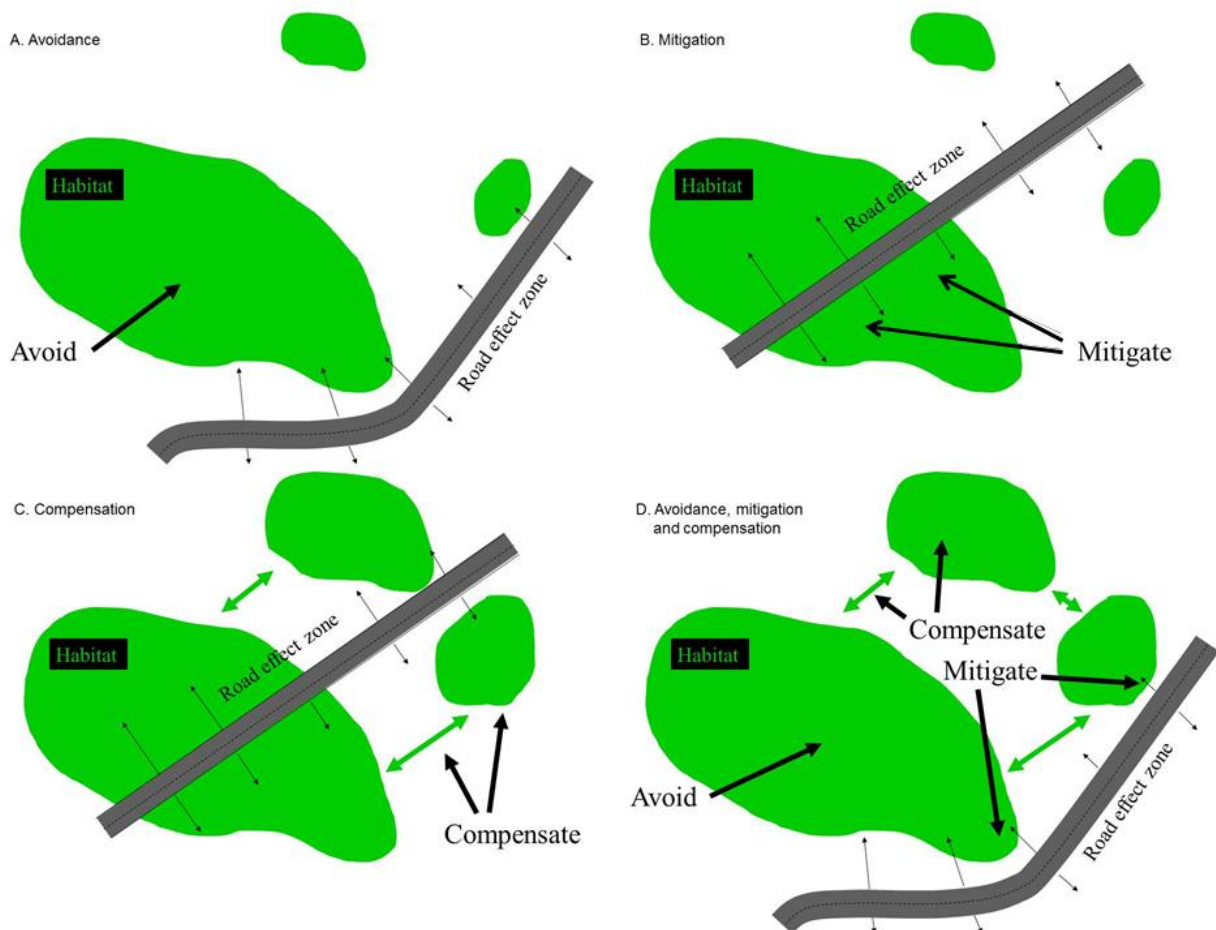 A. Avoidance
Habitat
Avoid
Road effect zone
B. Mitigation
Habitat
Road effect zone
Mitigate
C. Compensation
Habitat
Road effect zone
Compensate
D. Avoidance, mitigation
and compensation
Habitat
Compensate
Mitigate
Avoid
Road effect zone